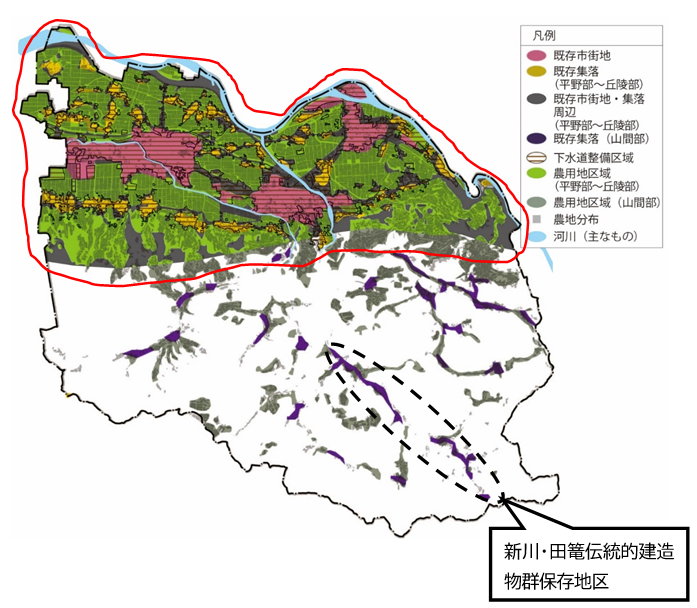 凡例
既存市街地
既存集落
(平野部～丘陵部)
既存市街地・集落
周辺
(平野部～丘陵部)
既存集落(山間部)
下水道整備区域
農用地区域
(平野部～丘陵部)
農用地区域(山間部)
農地分布
河川(主なもの)
新川・田篭伝統的建造
物群保存地区